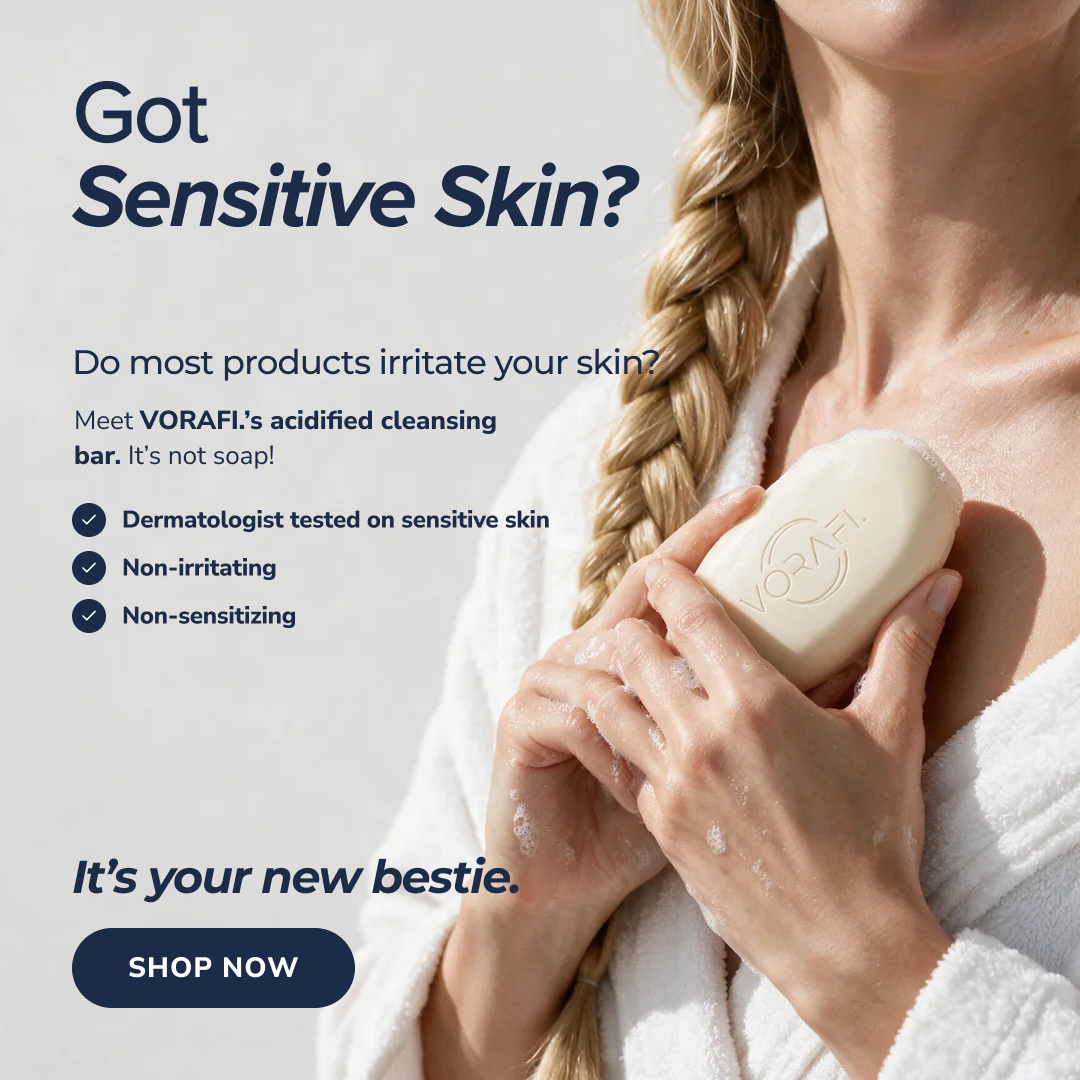 Got
Sensitive Skin?
Do most products irritate your skin?
Meet VORAFI.’s acidified cleansing
bar. It’s not soap!
Dermatologist tested on sensitive skin
Non-irritating
Non-sensitizing
VORAFI.
It’s your new bestie.
SHOP NOW